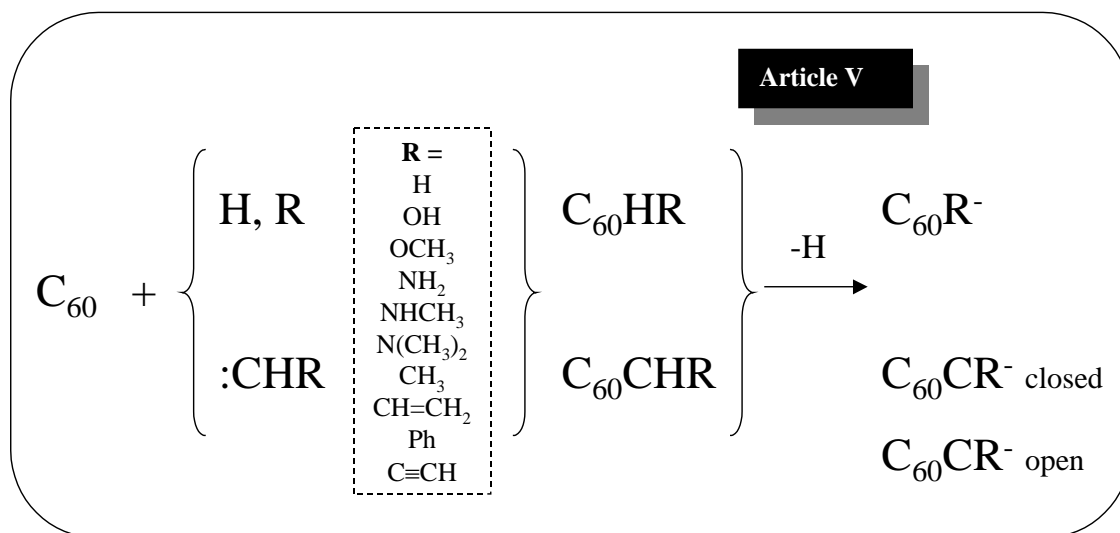 Article V
R =
H
OH
OCH₃
NH₂
NHCH₃
N(CH₃)₂
CH₃
CH=CH₂
Ph
C≡CH
C₆₀ +
H, R
:CHR
C₆₀HR
C₆₀CHR
-H
C₆₀R⁻
C₆₀CR⁻ closed
C₆₀CR⁻ open